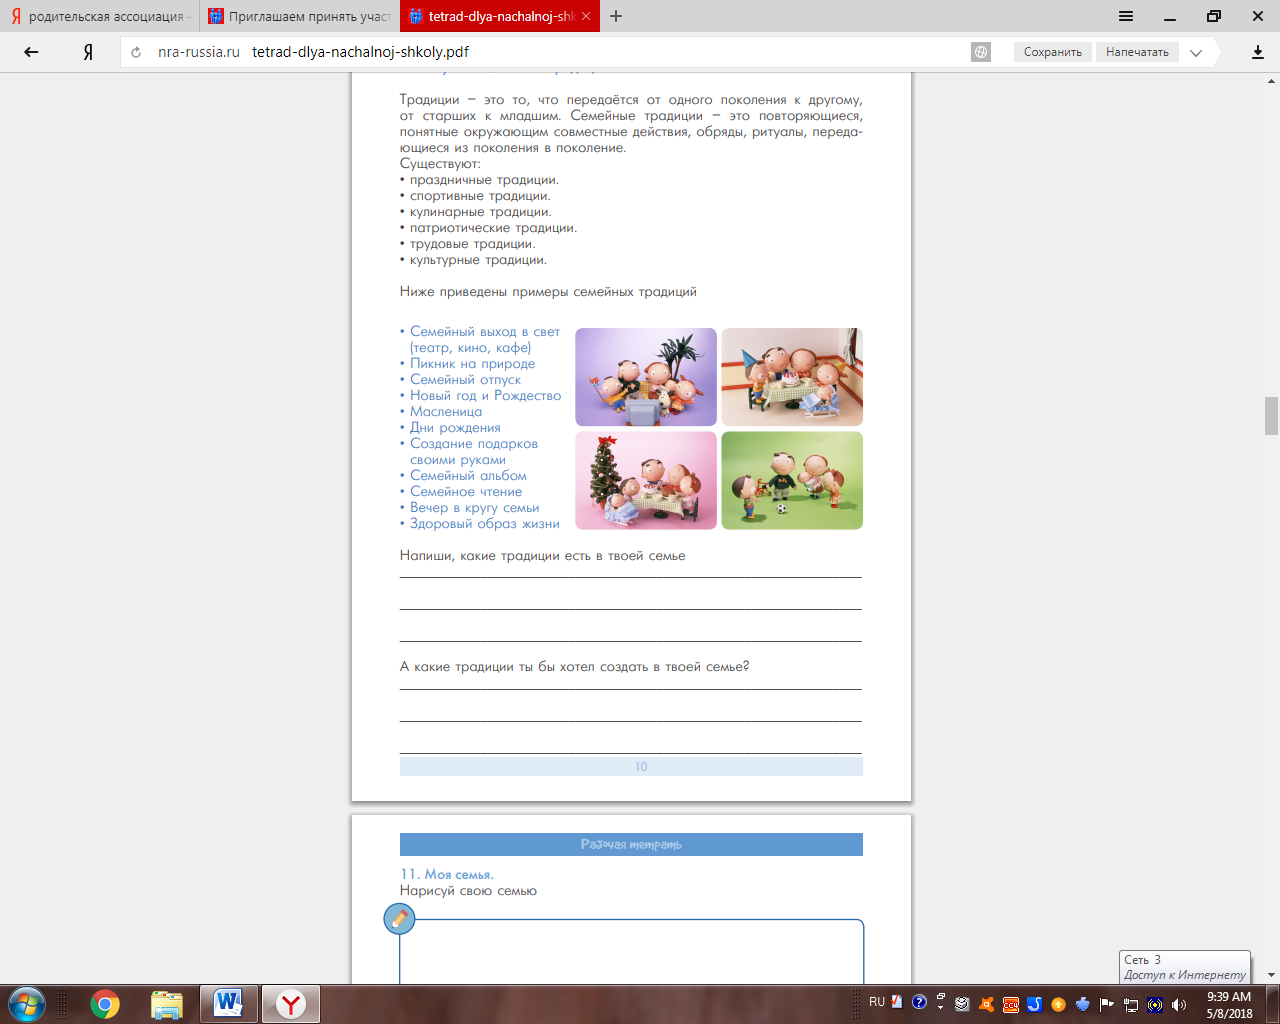 родительская ассоциация -
Приглашаем принять участ
tetrad-dlya-nachalnoj-shk
nra-russia.ru tetrad-dlya-nachalnoj-shkoly.pdf
Сохранить
Напечатать
Традиции – это то, что передаётся от одного поколения к другому,
от старших к младшим. Семейные традиции – это повторяющиеся,
понятные окружающим совместные действия, обряды, ритуалы, переда-
ющиеся из поколения в поколение.
Существуют:
• праздничные традиции.
• спортивные традиции.
• кулинарные традиции.
• патриотические традиции.
• трудовые традиции.
• культурные традиции.
Ниже приведены примеры семейных традиций
• Семейный выход в свет
(театр, кино, кафе)
• Пикник на природе
• Семейный отпуск
• Новый год и Рождество
• Масленица
• Дни рождения
• Создание подарков
своими руками
• Семейный альбом
• Семейное чтение
• Вечер в кругу семьи
• Здоровый образ жизни
Напиши, какие традиции есть в твоей семье
А какие традиции ты бы хотел создать в твоей семье?
10
Рабочая тетрадь
11. Моя семья.
Нарисуй свою семью
Сеть 3
Доступ к Интернету
RU
9:39 AM
5/8/2018